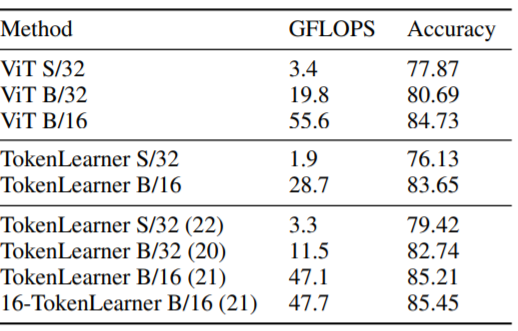 Method GFLOPS Accuracy
ViT S/32 3.4 77.87
ViT B/32 19.8 80.69
ViT B/16 55.6 84.73
TokenLearner S/32 1.9 76.13
TokenLearner B/16 28.7 83.65
TokenLearner S/32 (22) 3.3 79.42
TokenLearner B/32 (20) 11.5 82.74
TokenLearner B/16 (21) 47.1 85.21
16-TokenLearner B/16 (21) 47.7 85.45